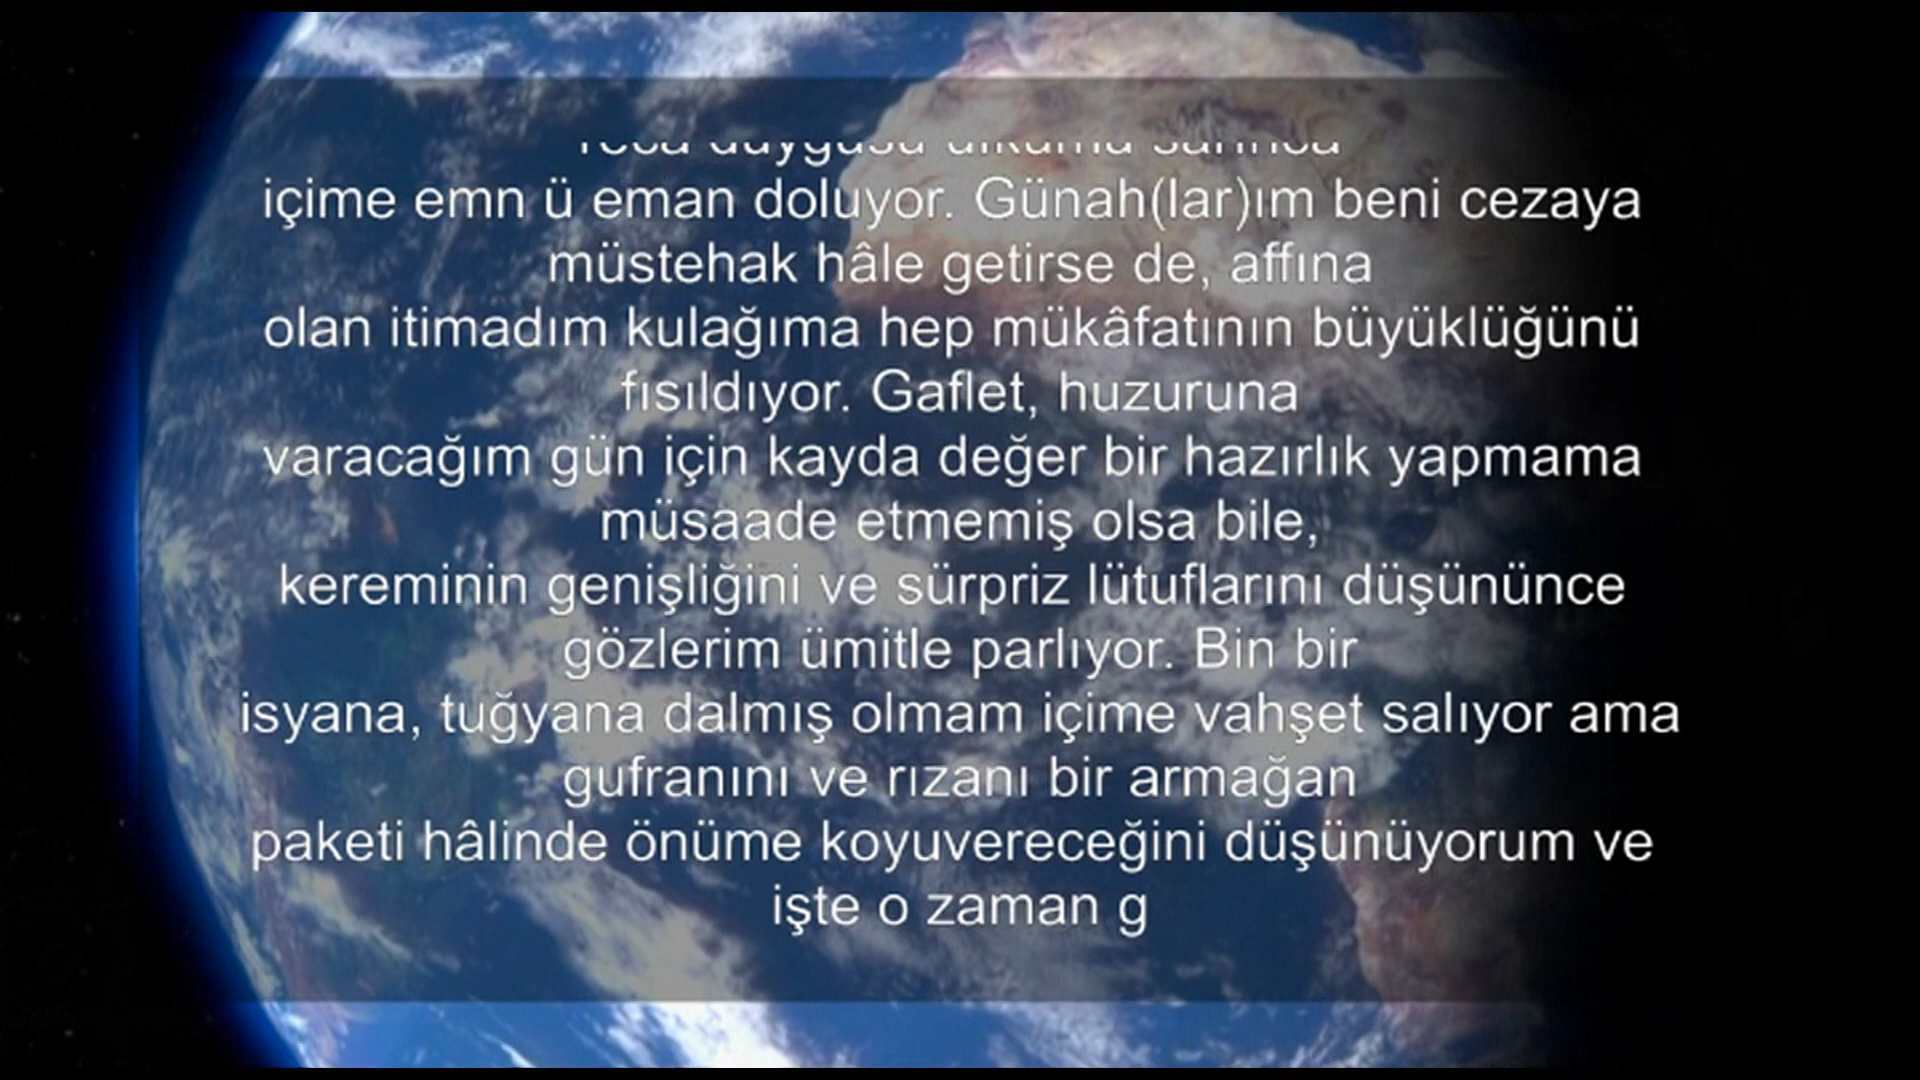 içime emn ü eman doluyor. Günah(lar)ım beni cezaya
müstehak hâle getirse de, affına
olan itimadım kulağıma hep mükâfatının büyüklüğünü
fısıldıyor. Gaflet, huzuruna
varacağım gün için kayda değer bir hazırlık yapmama
müsaade etmemiş olsa bile,
kereminin genişliğini ve sürpriz lütuflarını düşününce
gözlerim ümitle parlıyor. Bin bir
isyana, tuğyana dalmış olmam içime vahşet salıyor ama
gufranını ve rızanı bir armağan
paketi hâlinde önüme koyuvereceğini düşünüyorum ve
işte o zaman g